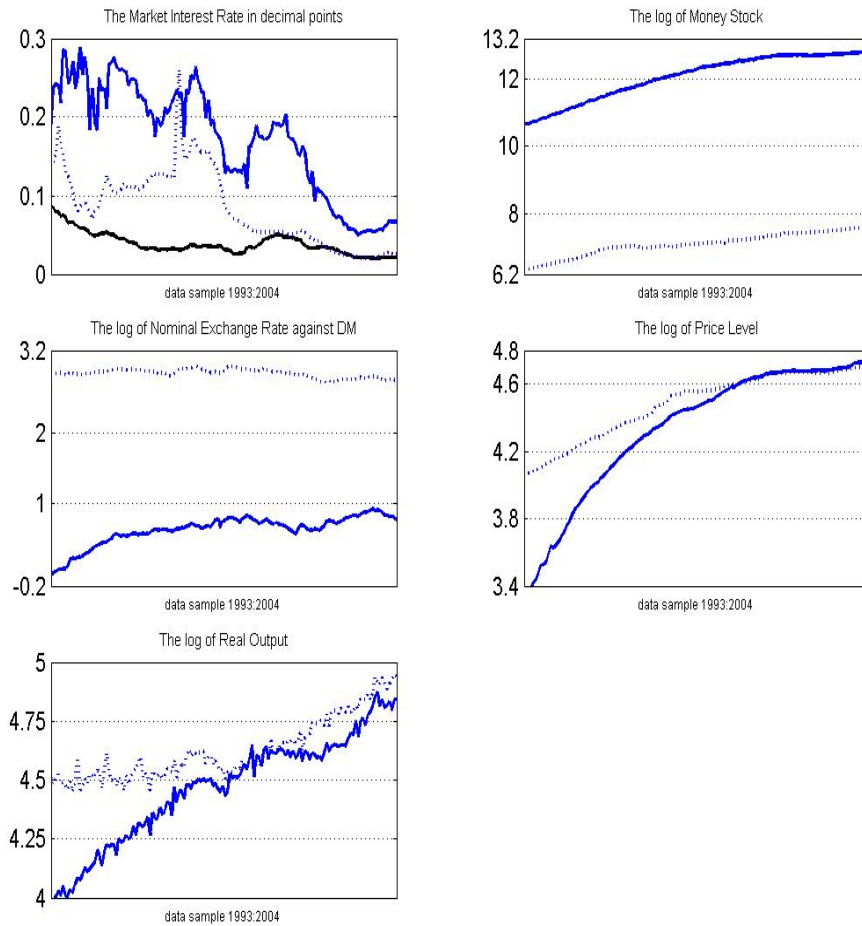 The Market Interest Rate in decimal points
0.3
0.2
0.1
0
data sample 1993:2004
The log of Money Stock
13.2
12
10
8
6.2
data sample 1993:2004
The log of Nominal Exchange Rate against DM
3.2
2
1
-0.2
data sample 1993:2004
The log of Price Level
4.8
4.6
4.2
3.8
3.4
data sample 1993:2004
The log of Real Output
5
4.75
4.5
4.25
4
data sample 1993:2004